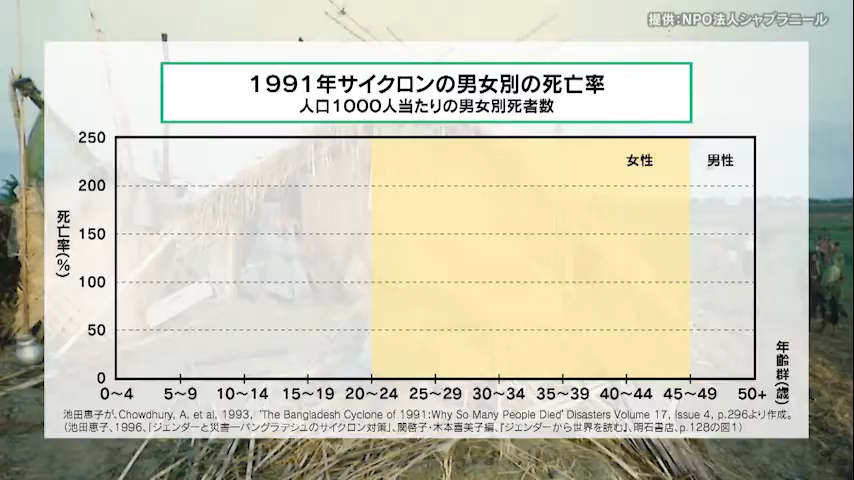 提供：NPO法人シャプラニール
1991年サイクロンの男女別の死亡率
人口1000人当たりの男女別死者数
250
200
150
100
50
0
死亡率(‰)
女性
男性
0~4
5~9
10~14
15~19
20~24
25~29
30~34
35~39
40~44
45~49
50+
年齢群(歳)
池田恵子が、Chowdhury, A. et al, 1993, 'The Bangladesh Cyclone of 1991:Why So Many People Died' Disasters Volume 17, Issue 4, p.296より作成。
（池田恵子、1996、「ジェンダーと災害ーバングラデシュのサイクロン対策」、関啓子・木本喜美子編、『ジェンダーから世界を読む』、明石書店、p.128の図1）